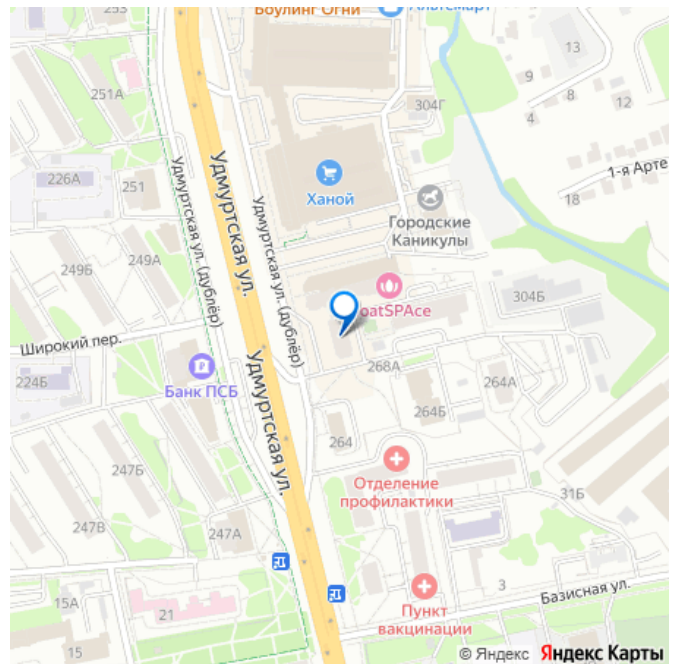 253
Боулинг Огни
Альтемарт
13
251А
9
8
12
304Г
4
Удмуртская ул.
Удмуртская ул. (дублёр)
Удмуртская ул. (дублёр)
226А
251
Ханой
1-я Арте
18
Городские
Каникулы
249Б
249А
oatSPAce
304Б
Широкий пер.
Удмуртская ул.
224Б
Банк ПСБ
268А
264А
264Б
264
247Б
Отделение
профилактики
31Б
247В
247А
15А
21
3
Базисная ул.
Пункт
вакцинации
15
© Яндекс Яндекс Карты